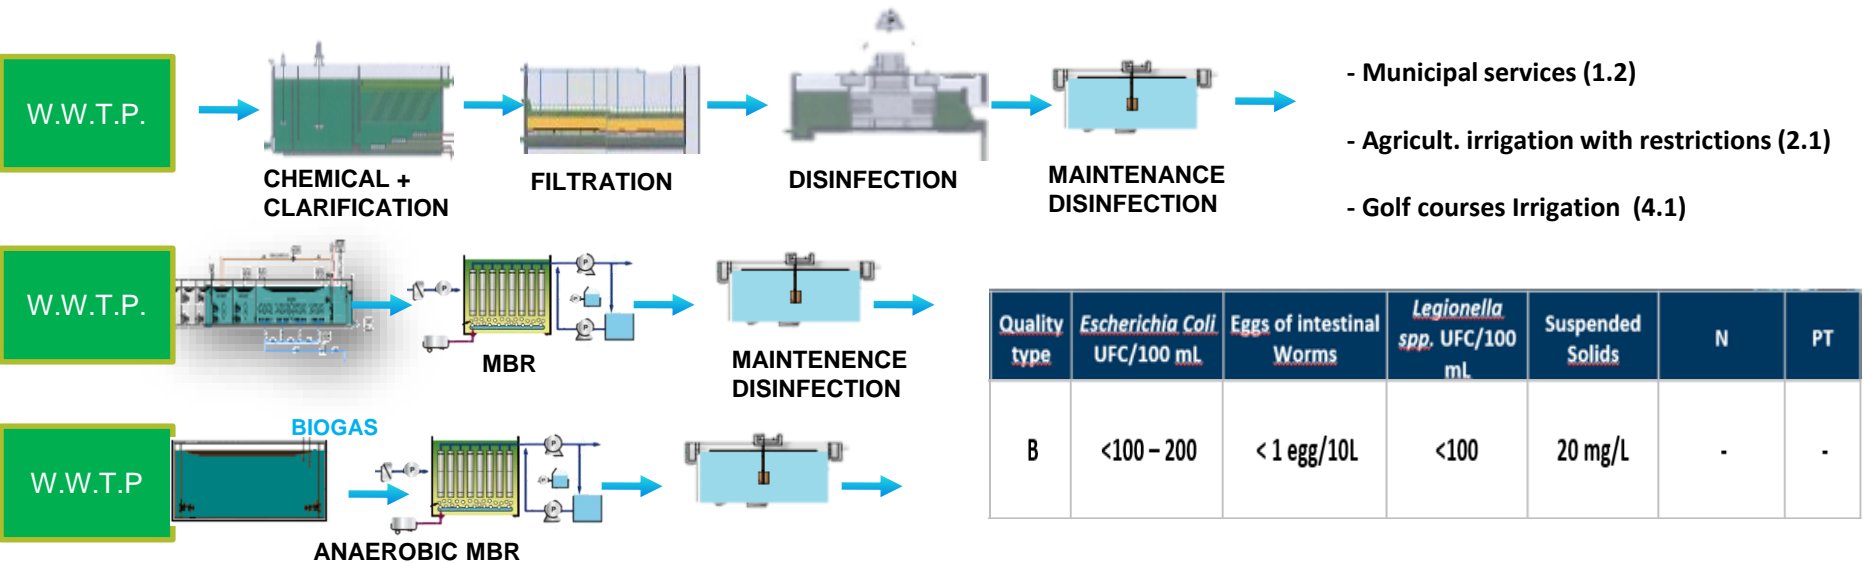 W.W.T.P.
CHEMICAL +
CLARIFICATION
FILTRATION
DISINFECTION
MAINTENANCE
DISINFECTION
- Municipal services (1.2)
- Agricult. irrigation with restrictions (2.1)
- Golf courses Irrigation (4.1)
W.W.T.P.
P
P
P
MBR
MAINTENENCE
DISINFECTION
W.W.T.P
BIOGAS
P
P
P
ANAEROBIC MBR
Quality type Escherichia Coli UFC/100 mL Eggs of intestinal Worms Legionella spp. UFC/100 mL Suspended Solids N PT
B <100 – 200 < 1 egg/10L <100 20 mg/L - -